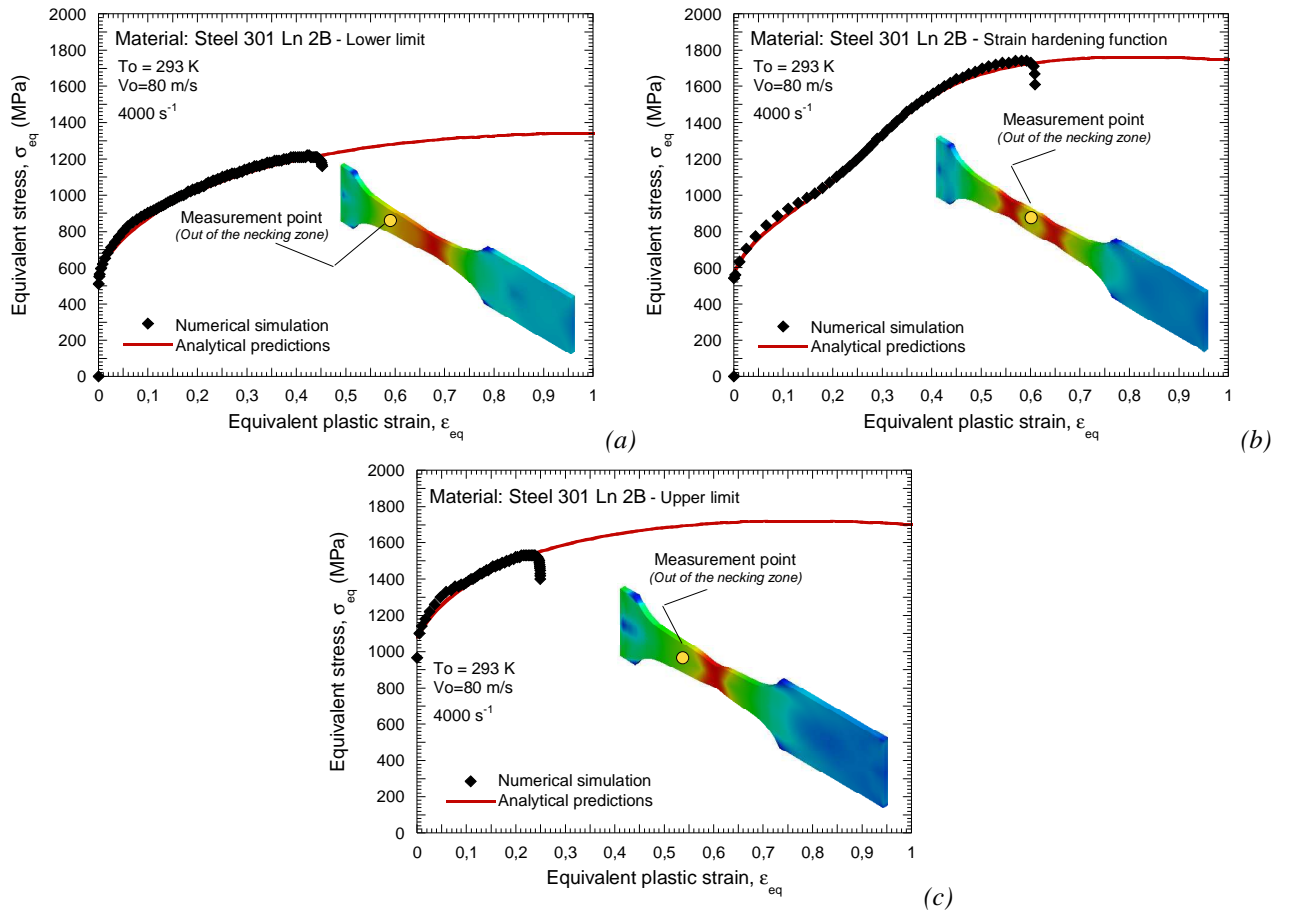 Material: Steel 301 Ln 2B - Lower limit
To = 293 K
Vo=80 m/s
4000 s-1
Measurement point
(Out of the necking zone)
Numerical simulation
Analytical predictions
Equivalent stress, σeq (MPa)
2000
1800
1600
1400
1200
1000
800
600
400
200
0
0 0,1 0,2 0,3 0,4 0,5 0,6 0,7 0,8 0,9 1
Equivalent plastic strain, εeq
(a)
Material: Steel 301 Ln 2B - Strain hardening function
To = 293 K
Vo=80 m/s
4000 s-1
Measurement point
(Out of the necking zone)
Numerical simulation
Analytical predictions
Equivalent stress, σeq (MPa)
2000
1800
1600
1400
1200
1000
800
600
400
200
0
0 0,1 0,2 0,3 0,4 0,5 0,6 0,7 0,8 0,9 1
Equivalent plastic strain, εeq
(b)
Material: Steel 301 Ln 2B - Upper limit
Measurement point
(Out of the necking zone)
To = 293 K
Vo=80 m/s
4000 s-1
Numerical simulation
Analytical predictions
Equivalent stress, σeq (MPa)
2000
1800
1600
1400
1200
1000
800
600
400
200
0
0 0,1 0,2 0,3 0,4 0,5 0,6 0,7 0,8 0,9 1
Equivalent plastic strain, εeq
(c)